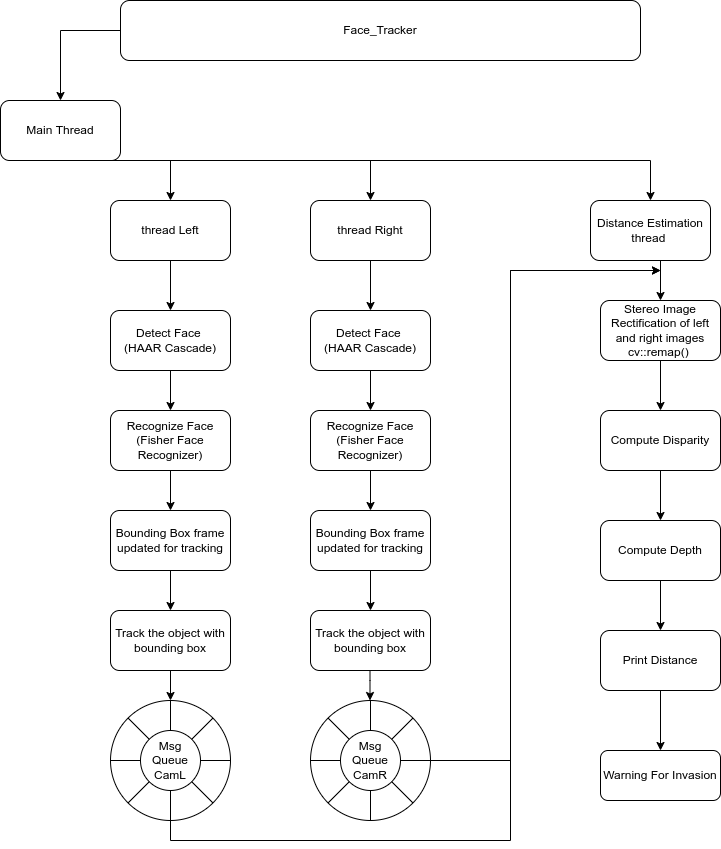 Face_Tracker
Main Thread
thread Left
thread Right
Distance Estimation
thread
Detect Face
(HAAR Cascade)
Detect Face
(HAAR Cascade)
Stereo Image
Rectification of left
and right images
cv::remap()
Recognize Face
(Fisher Face
Recognizer)
Recognize Face
(Fisher Face
Recognizer)
Compute Disparity
Bounding Box frame
updated for tracking
Bounding Box frame
updated for tracking
Compute Depth
Track the object with
bounding box
Track the object with
bounding box
Print Distance
Msg
Queue
CamL
Msg
Queue
CamR
Warning For Invasion